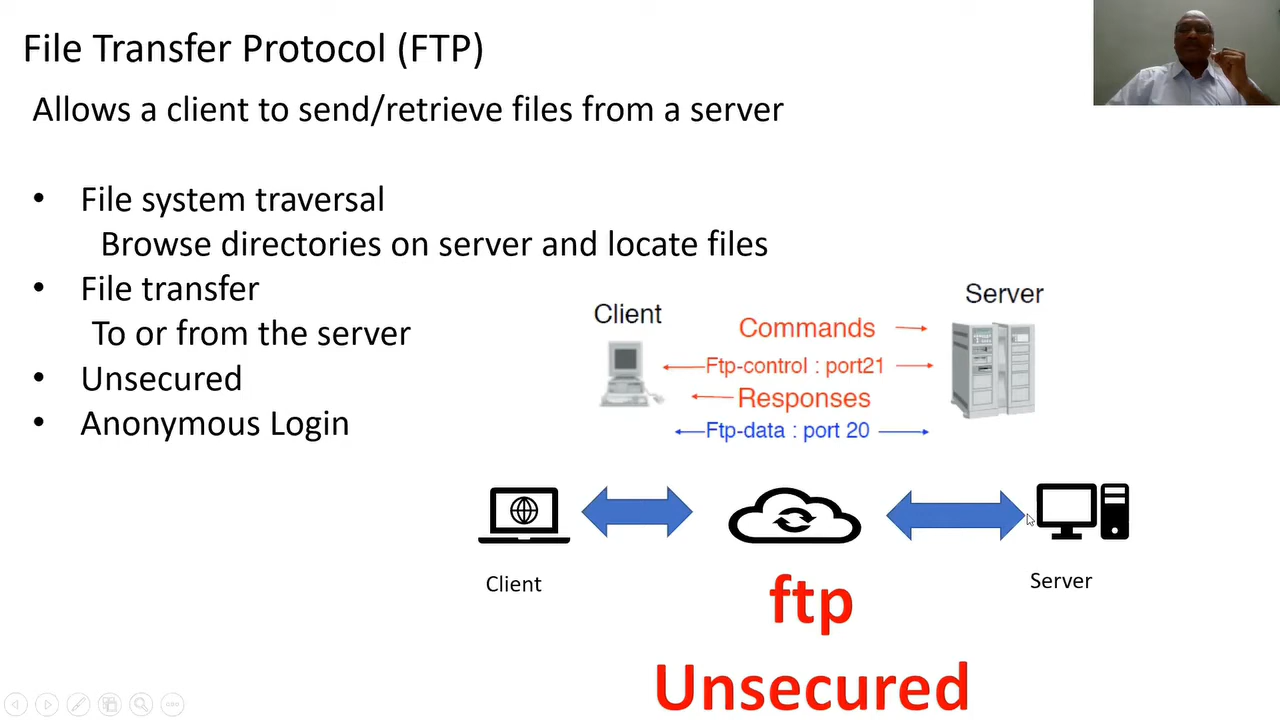 File Transfer Protocol (FTP)
Allows a client to send/retrieve files from a server
• File system traversal
Browse directories on server and locate files
• File transfer
To or from the server
• Unsecured
• Anonymous Login
Client
Server
Commands
Ftp-control : port21
Responses
Ftp-data : port 20
Client
Server
ftp
Unsecured